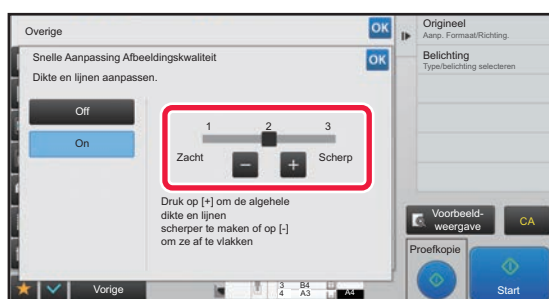 Overige
OK
Snelle Aanpassing Afbeeldingskwaliteit
OK
Dikte en lijnen aanpassen.
Off
On
1 2 3
Zacht
Scherp
Druk op [+] om de algehele
dikte en lijnen
scherper te maken of op [-]
om ze af te vlakken
Origineel
Aanp. Formaat/Richting.
Belichting
Type/belichting selecteren
Voorbeeld-
weergave
CA
Proefkopie
Start
Vorige
3 B4
4 A3
A4